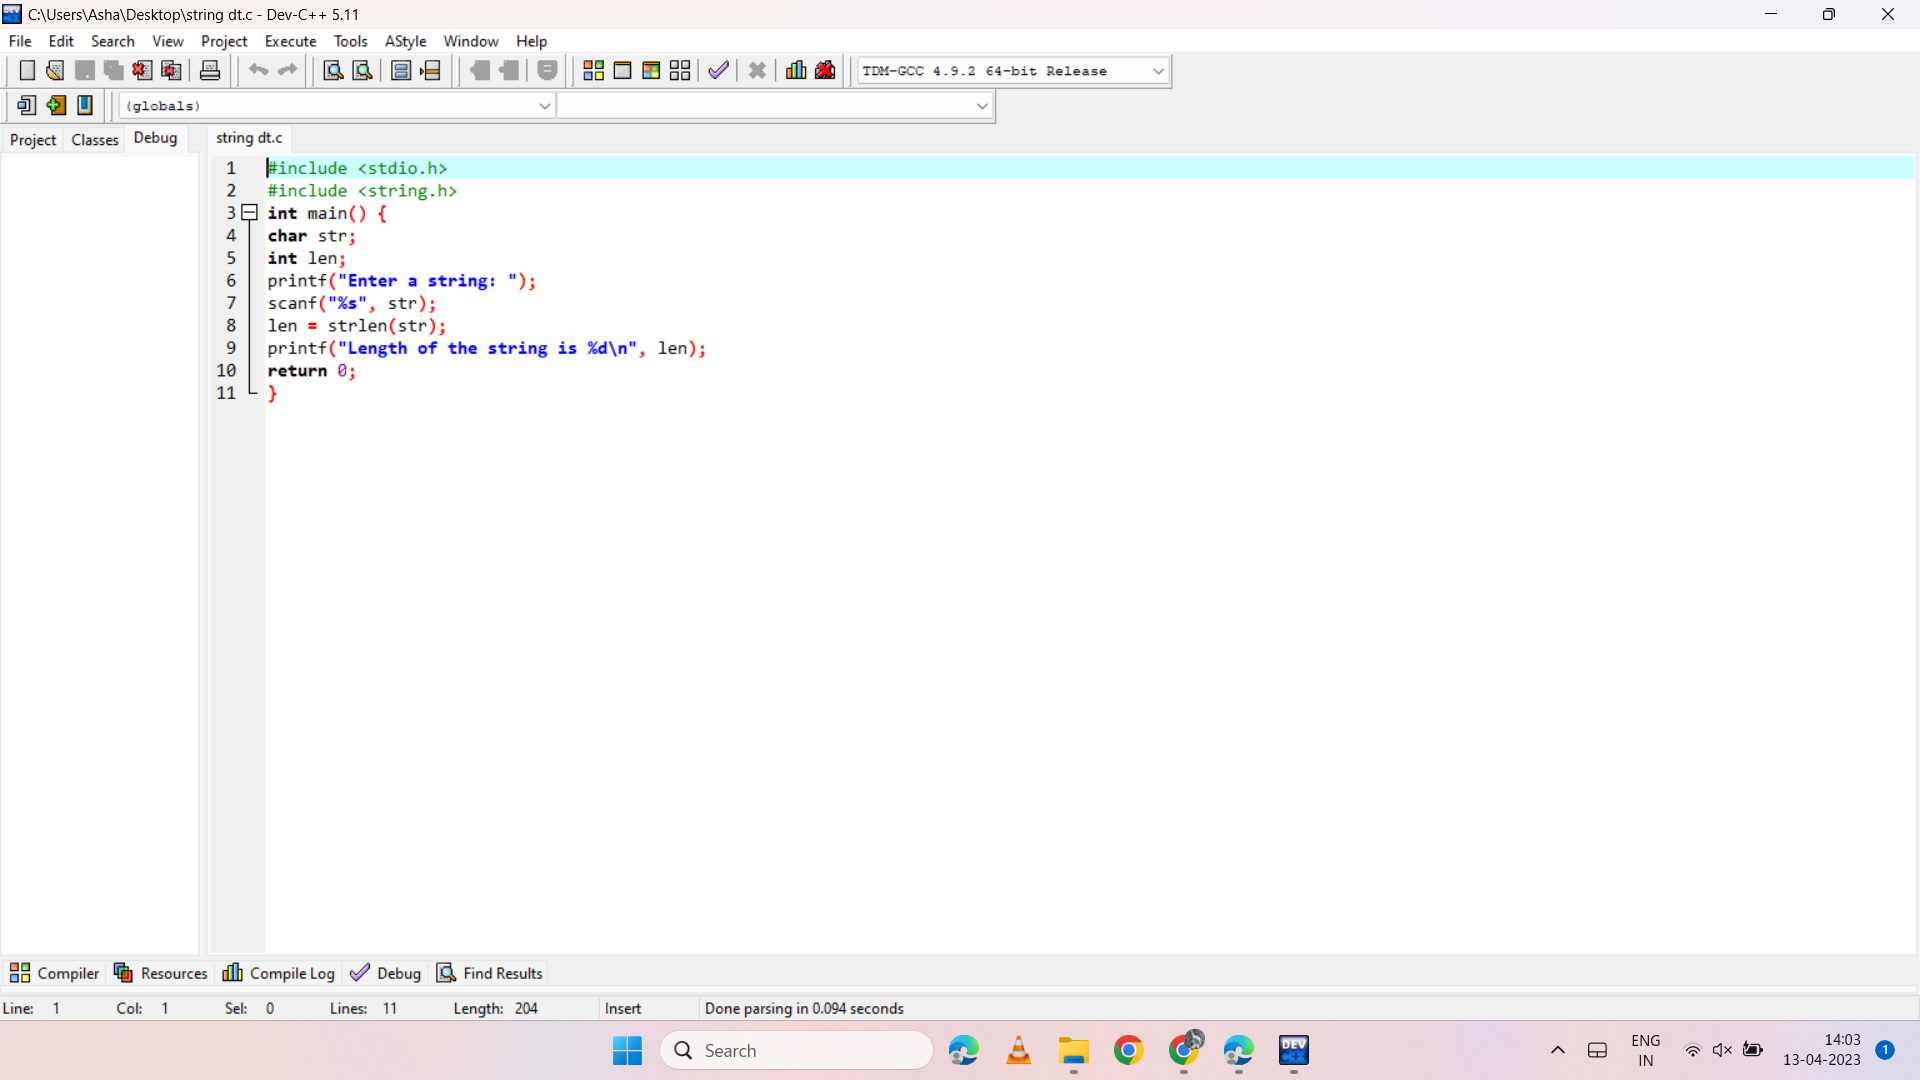 C:\Users\Asha\Desktop\string dt.c - Dev-C++ 5.11
File Edit Search View Project Execute Tools AStyle Window Help
TDM-GCC 4.9.2 64-bit Release
(globals)
Project Classes Debug string dt.c
1 #include <stdio.h>
2 #include <string.h>
3 int main() {
4 char str;
5 int len;
6 printf("Enter a string: ");
7 scanf("%s", str);
8 len = strlen(str);
9 printf("Length of the string is %d\n", len);
10 return 0;
11 }
Compiler Resources Compile Log Debug Find Results
Line: 1 Col: 1 Sel: 0 Lines: 11 Length: 204 Insert Done parsing in 0.094 seconds
Search
DEV
ENG
IN
14:03
13-04-2023
1